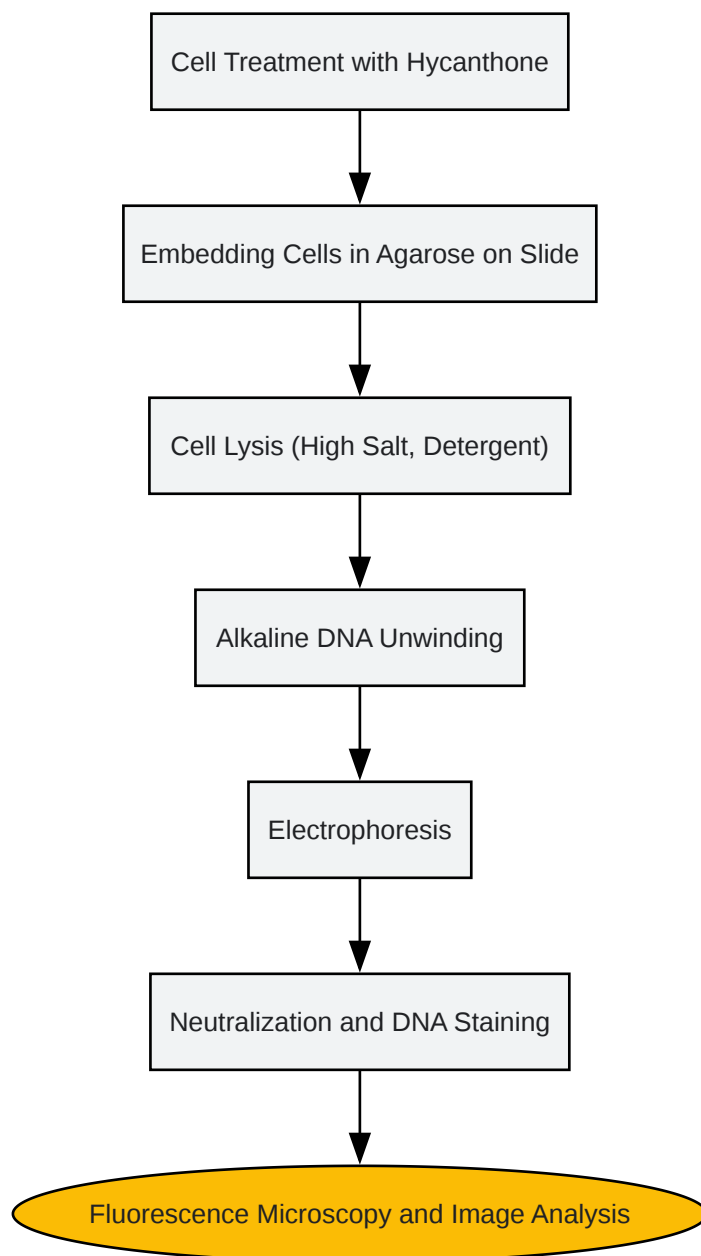 Cell Treatment with Hycanthone
Embedding Cells in Agarose on Slide
Cell Lysis (High Salt, Detergent)
Alkaline DNA Unwinding
Electrophoresis
Neutralization and DNA Staining
Fluorescence Microscopy and Image Analysis